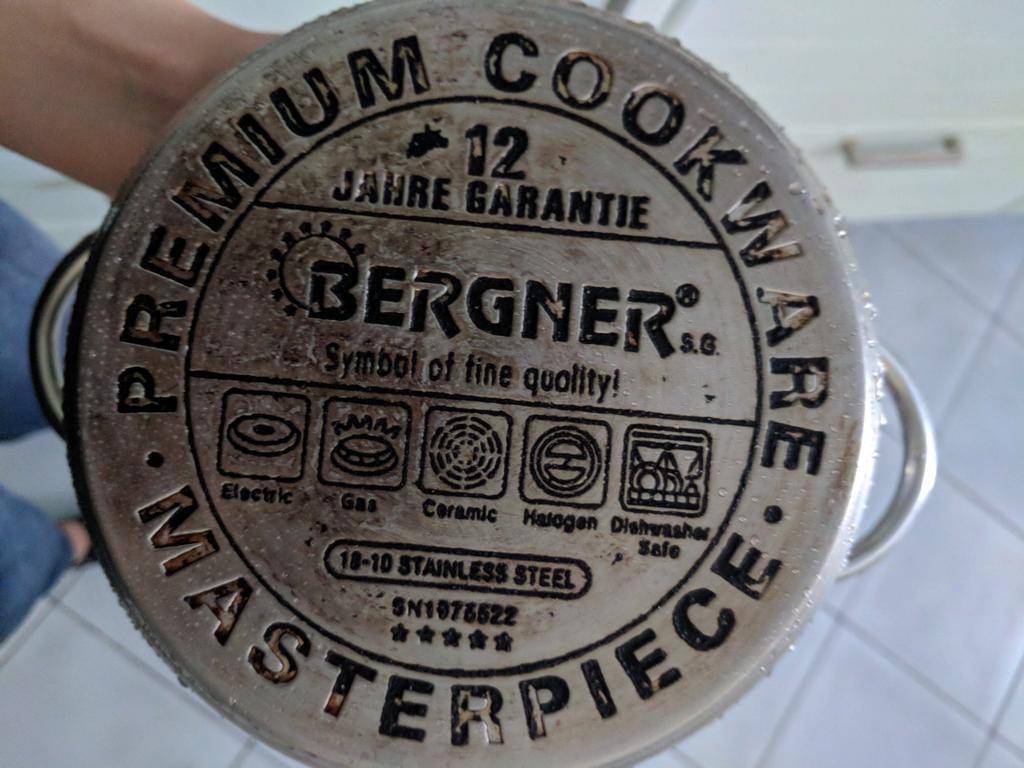 PREMIUM COOKWARE
12
JAHRE GARANTIE
BERGNER®
S.G.
Symbol of fine quality!
Electric
Gas
Ceramic
Halogen
Dishwasher
Safe
18-10 STAINLESS STEEL
MASTERPIECE